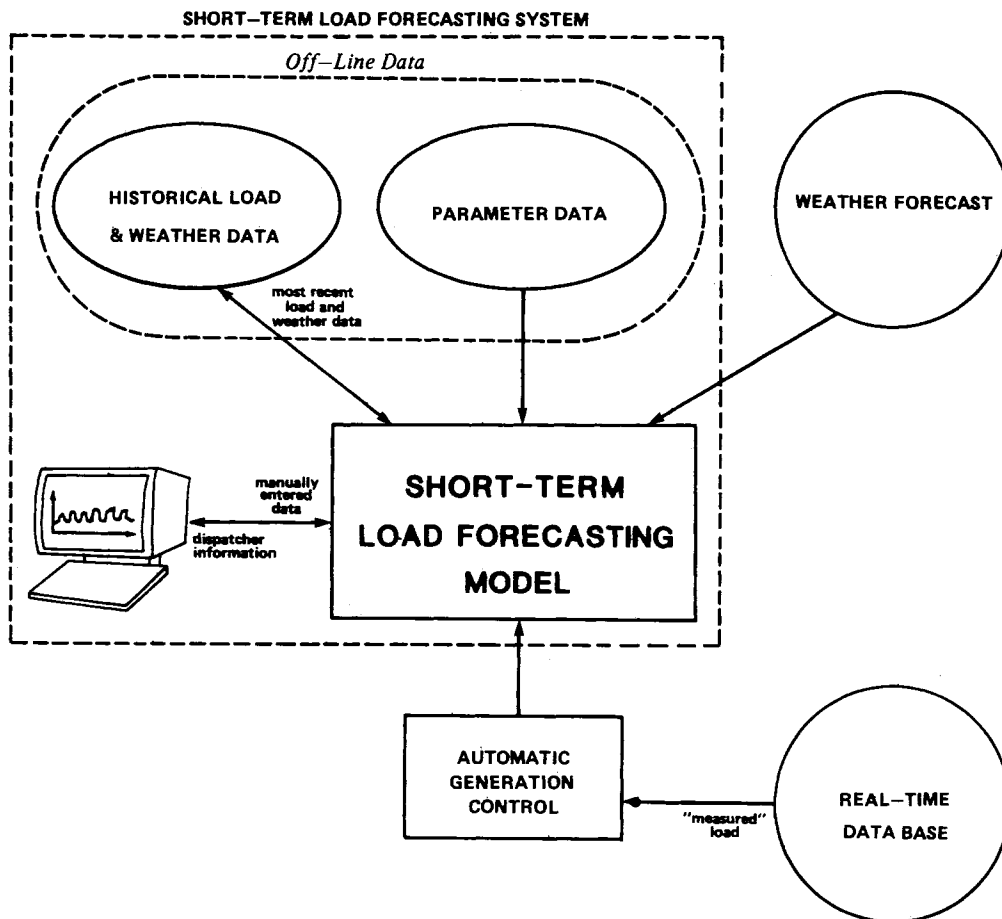 SHORT–TERM LOAD FORECASTING SYSTEM
Off–Line Data
HISTORICAL LOAD
& WEATHER DATA
PARAMETER DATA
WEATHER FORECAST
most recent
load and
weather data
manually
entered
data
dispatcher
information
SHORT–TERM
LOAD FORECASTING
MODEL
AUTOMATIC
GENERATION
CONTROL
"measured"
load
REAL–TIME
DATA BASE